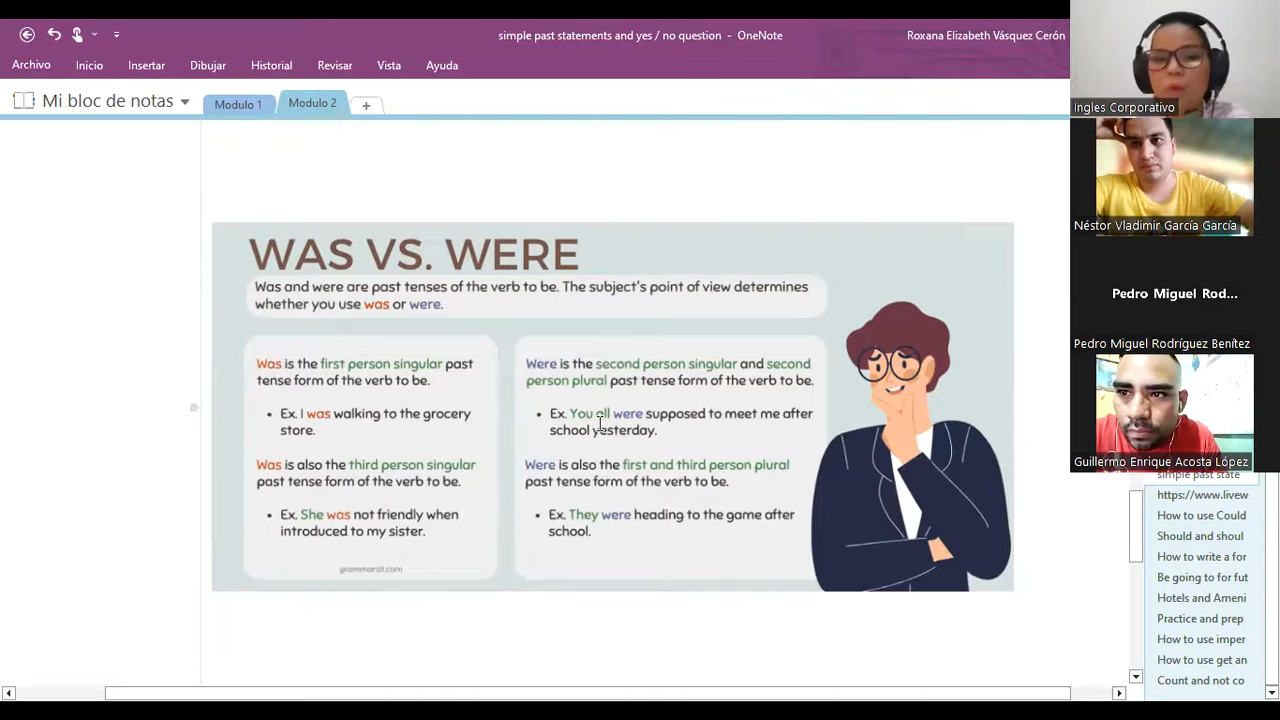 simple past statements and yes / no question - OneNote
Roxana Elizabeth Vásquez Cerón
Archivo Inicio Insertar Dibujar Historial Revisar Vista Ayuda
Mi bloc de notas
Modulo 1
Modulo 2
WAS VS. WERE
Was and were are past tenses of the verb to be. The subject's point of view determines
whether you use was or were.
Was is the first person singular past
tense form of the verb to be.
Ex. I was walking to the grocery
store.
Was is also the third person singular
past tense form of the verb to be.
Ex. She was not friendly when
introduced to my sister.
grammarist.com
Were is the second person singular and second
person plural past tense form of the verb to be.
Ex. You all were supposed to meet me after
school yesterday.
Were is also the first and third person plural
past tense form of the verb to be.
Ex. They were heading to the game after
school.
Ingles Corporativo
Néstor Vladimir García García
Pedro Miguel Rod...
Pedro Miguel Rodríguez Benítez
Guillermo Enrique Acosta López
simple past state
https://www.livew
How to use Could
Should and shoul
How to write a for
Be going to for fut
Hotels and Ameni
Practice and prep
How to use imper
How to use get an
Count and not co